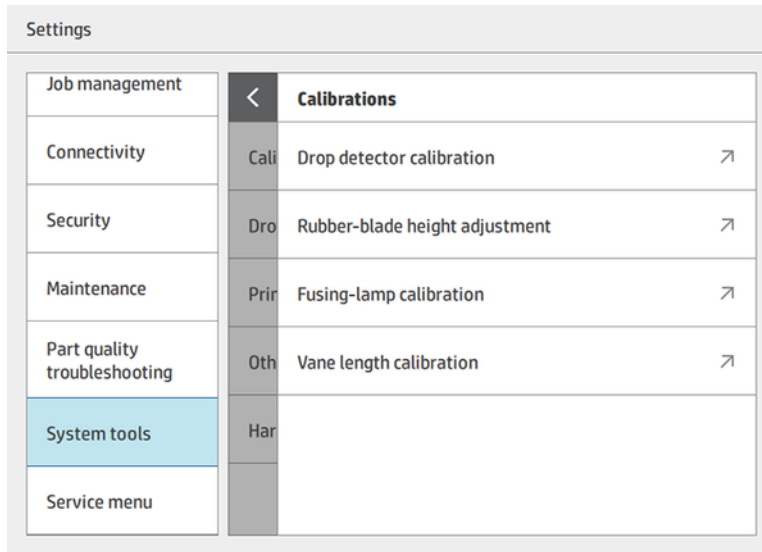 Settings
Job management
Connectivity
Security
Maintenance
Part quality
troubleshooting
System tools
Service menu
Calibrations
Cali
Drop detector calibration
Dro
Rubber-blade height adjustment
Prin
Fusing-lamp calibration
Oth
Vane length calibration
Har